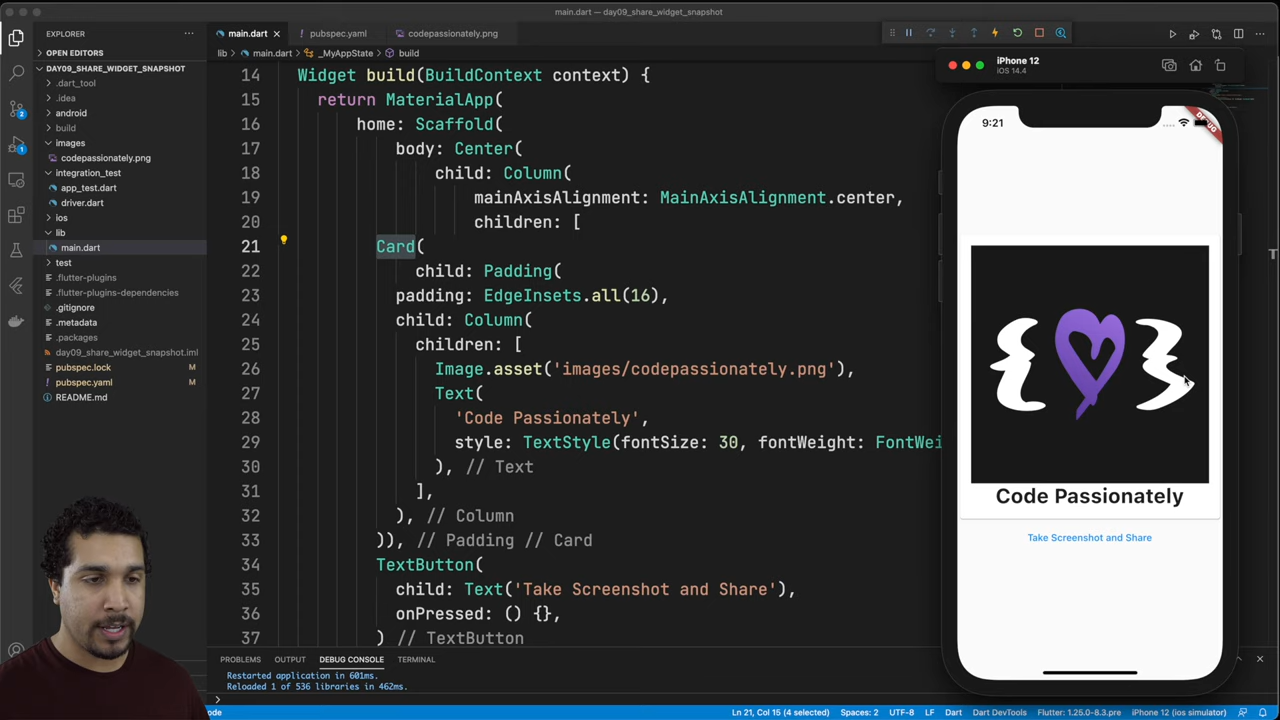 main.dart — day09_share_widget_snapshot
EXPLORER
OPEN EDITORS
DAY09_SHARE_WIDGET_SNAPSHOT
.dart_tool
.idea
android
build
images
codepassionately.png
integration_test
app_test.dart
driver.dart
ios
lib
main.dart
test
.flutter-plugins
.flutter-plugins-dependencies
.gitignore
.metadata
.packages
day09_share_widget_snapshot.iml
pubspec.lock M
pubspec.yaml M
README.md
2
1
main.dart pubspec.yaml codepassionately.png
lib main.dart _MyAppState build
14 Widget build(BuildContext context) {
15 return MaterialApp(
16 home: Scaffold(
17 body: Center(
18 child: Column(
19 mainAxisAlignment: MainAxisAlignment.center,
20 children: [
21 Card(
22 child: Padding(
23 padding: EdgeInsets.all(16),
24 child: Column(
25 children: [
26 Image.asset('images/codepassionately.png'),
27 Text(
28 'Code Passionately',
29 style: TextStyle(fontSize: 30, fontWeight: FontWei
30 ), // Text
31 ],
32 ), // Column
33 )), // Padding // Card
34 TextButton(
35 child: Text('Take Screenshot and Share'),
36 onPressed: () {},
37 ) // TextButton
PROBLEMS OUTPUT DEBUG CONSOLE TERMINAL
Restarted application in 601ms.
Reloaded 1 of 536 libraries in 462ms.
iPhone 12
iOS 14.4
9:21
DEBUG
Code Passionately
Take Screenshot and Share
ode Ln 21, Col 15 (4 selected) Spaces: 2 UTF-8 LF Dart Dart DevTools Flutter: 1.25.0-8.3.pre iPhone 12 (ios simulator)